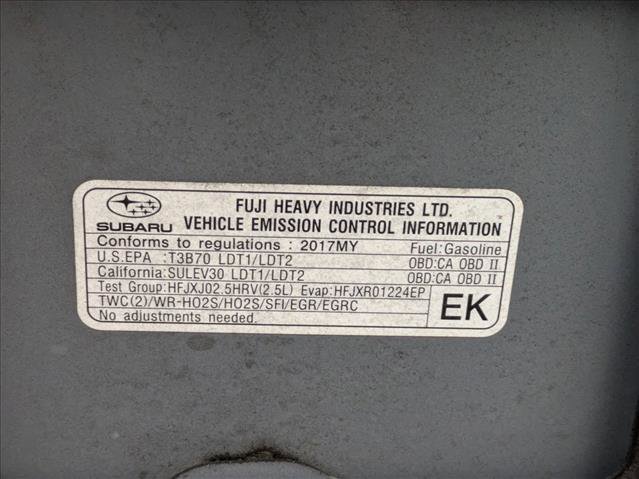 SUBARU
FUJI HEAVY INDUSTRIES LTD.
VEHICLE EMISSION CONTROL INFORMATION
Conforms to regulations : 2017MY Fuel:Gasoline
U.S.EPA :T3B70 LDT1/LDT2 OBD:CA OBD II
California:SULEV30 LDT1/LDT2 OBD:CA OBD II
Test Group:HFJXJ02.5HRV(2.5L) Evap:HFJXR01224EP
TWC(2)/WR-HO2S/HO2S/SFI/EGR/EGRC
No adjustments needed.
EK